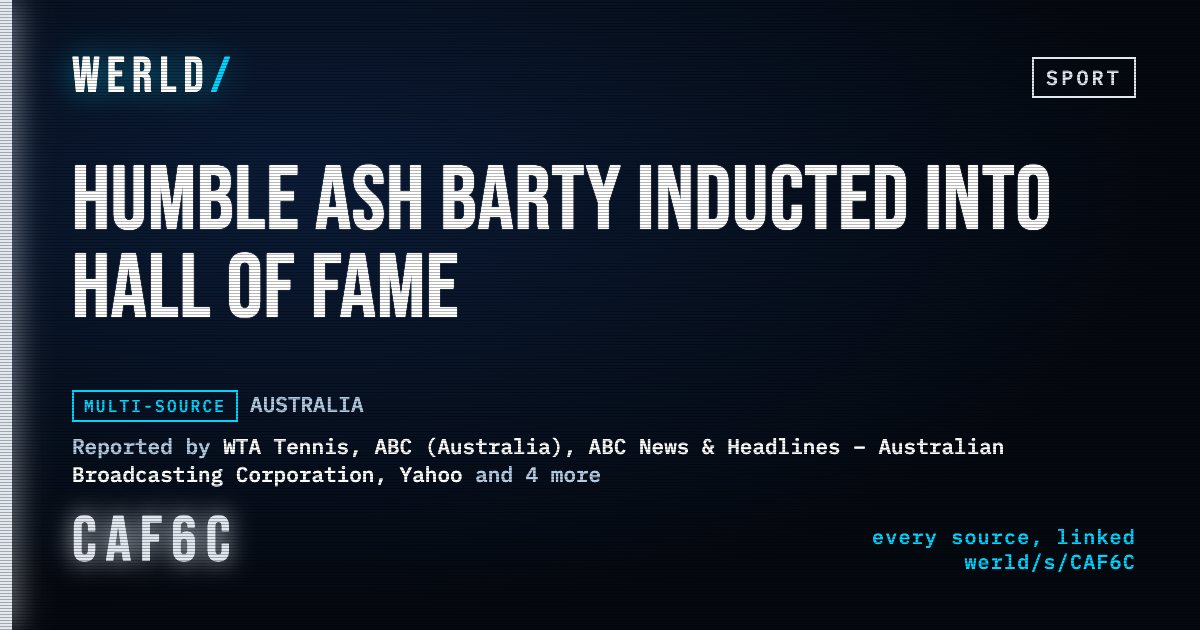 WERLD/
SPORT
HUMBLE ASH BARTY INDUCTED INTO
HALL OF FAME
MULTI-SOURCE AUSTRALIA
Reported by WTA Tennis, ABC (Australia), ABC News & Headlines – Australian
Broadcasting Corporation, Yahoo and 4 more
CAF6C
every source, linked
werld/s/CAF6C